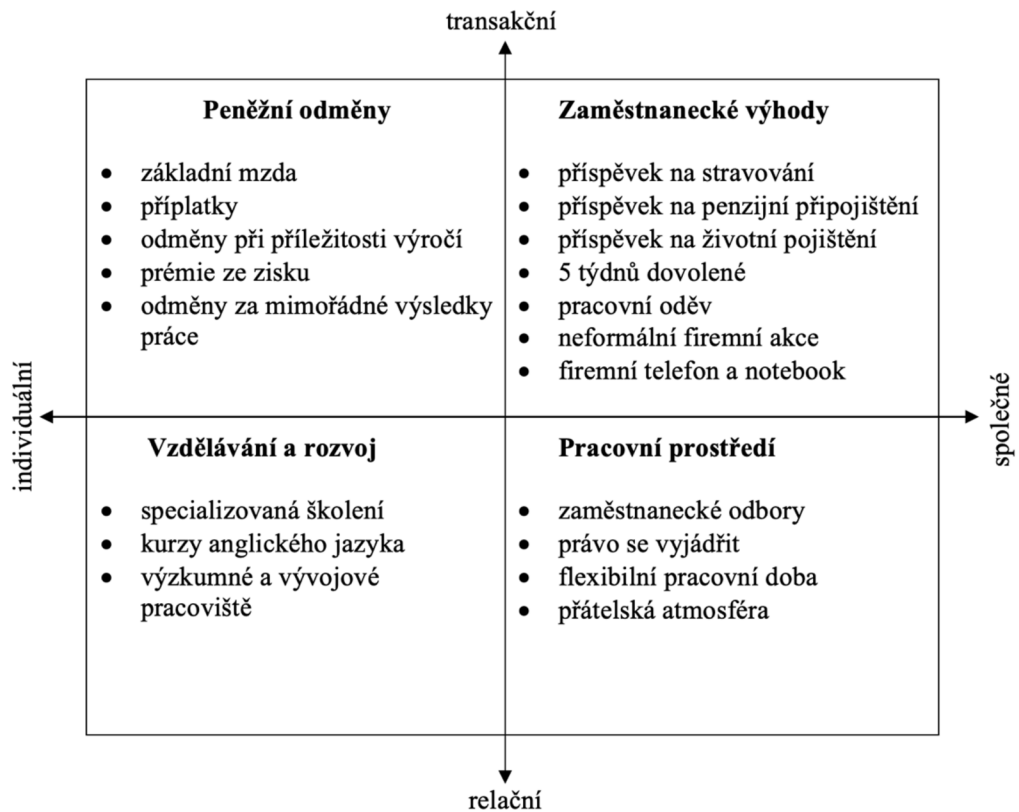 transakční
Peněžní odměny
• základní mzda
• příplatky
• odměny při příležitosti výročí
• prémie ze zisku
• odměny za mimořádné výsledky
práce
Zaměstnanecké výhody
• příspěvek na stravování
• příspěvek na penzijní připojištění
• příspěvek na životní pojištění
• 5 týdnů dovolené
• pracovní oděv
• neformální firemní akce
• firemní telefon a notebook
individuální
společné
Vzdělávání a rozvoj
• specializovaná školení
• kurzy anglického jazyka
• výzkumné a vývojové
pracoviště
Pracovní prostředí
• zaměstnanecké odbory
• právo se vyjádřit
• flexibilní pracovní doba
• přátelská atmosféra
relační